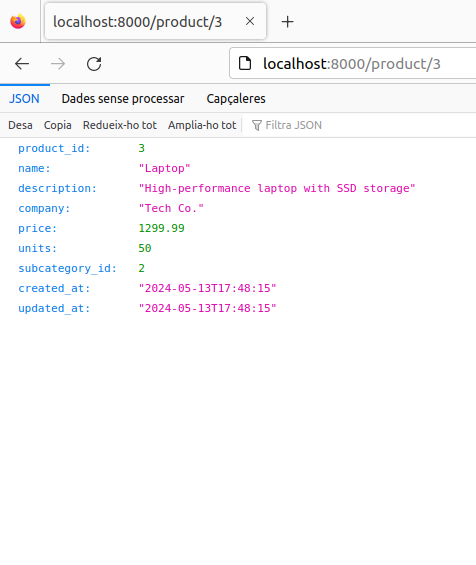 localhost:8000/product/3
localhost:8000/product/3
JSON Dades sense processar Capçaleres
Desa Copia Redueix-ho tot Amplia-ho tot Filtra JSON
product_id: 3
name: "Laptop"
description: "High-performance laptop with SSD storage"
company: "Tech Co."
price: 1299.99
units: 50
subcategory_id: 2
created_at: "2024-05-13T17:48:15"
updated_at: "2024-05-13T17:48:15"